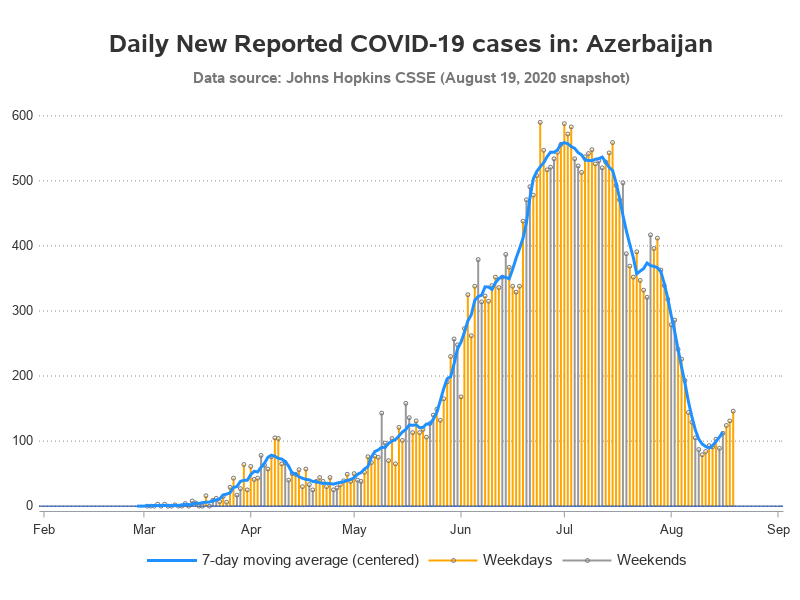 Daily New Reported COVID-19 cases in: Azerbaijan
Data source: Johns Hopkins CSSE (August 19, 2020 snapshot)
600
500
400
300
200
100
0
Feb Mar Apr May Jun Jul Aug Sep
7-day moving average (centered) Weekdays Weekends